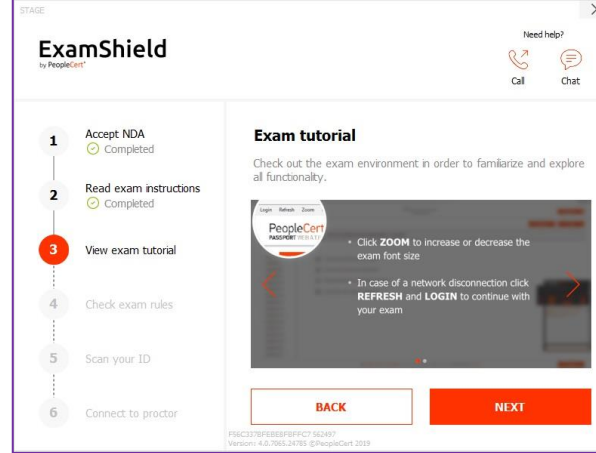 STAGE
ExamShield
by PeopleCert
Need help?
Call
Chat
1
Accept NDA
Completed
2
Read exam instructions
Completed
3
View exam tutorial
4
Check exam rules
5
Scan your ID
6
Connect to proctor
Exam tutorial
Check out the exam environment in order to familiarize and explore
all functionality.
Login Refresh Zoom
PeopleCert
PASSPORT
• Click ZOOM to increase or decrease the
exam font size
• In case of a network disconnection click
REFRESH and LOGIN to continue with
your exam
BACK
NEXT
Version: 4.0.7065.24785 ©PeopleCert 2019